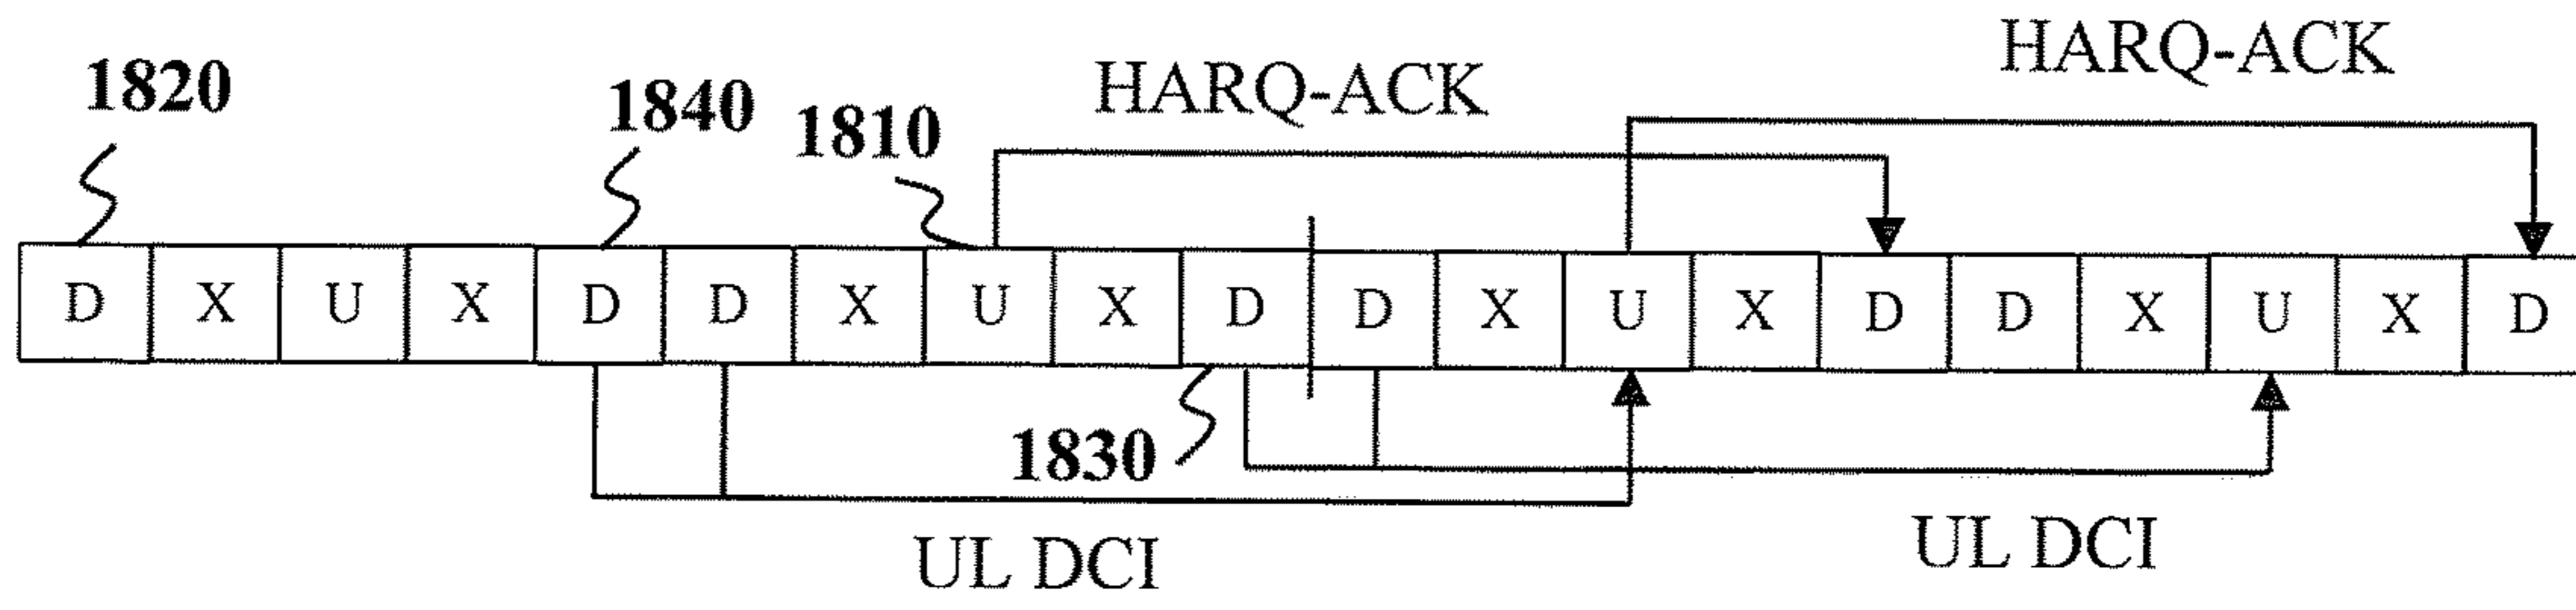 HARQ-ACK
1820
1840
HARQ-ACK
1810
D X U X D D X U X D D X U X D D X U X D
1830
UL DCI
UL DCI